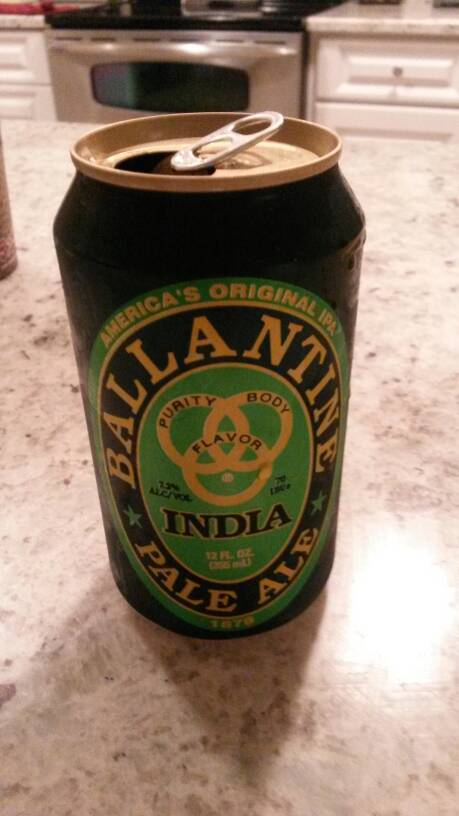 AMERICA'S ORIGINAL IPA
BALLANTINE
PURITY BODY
FLAVOR
®
7.2% 70
ALC/VOL IBUs
INDIA
12 FL. OZ.
(355 mL)
PALE ALE
1878